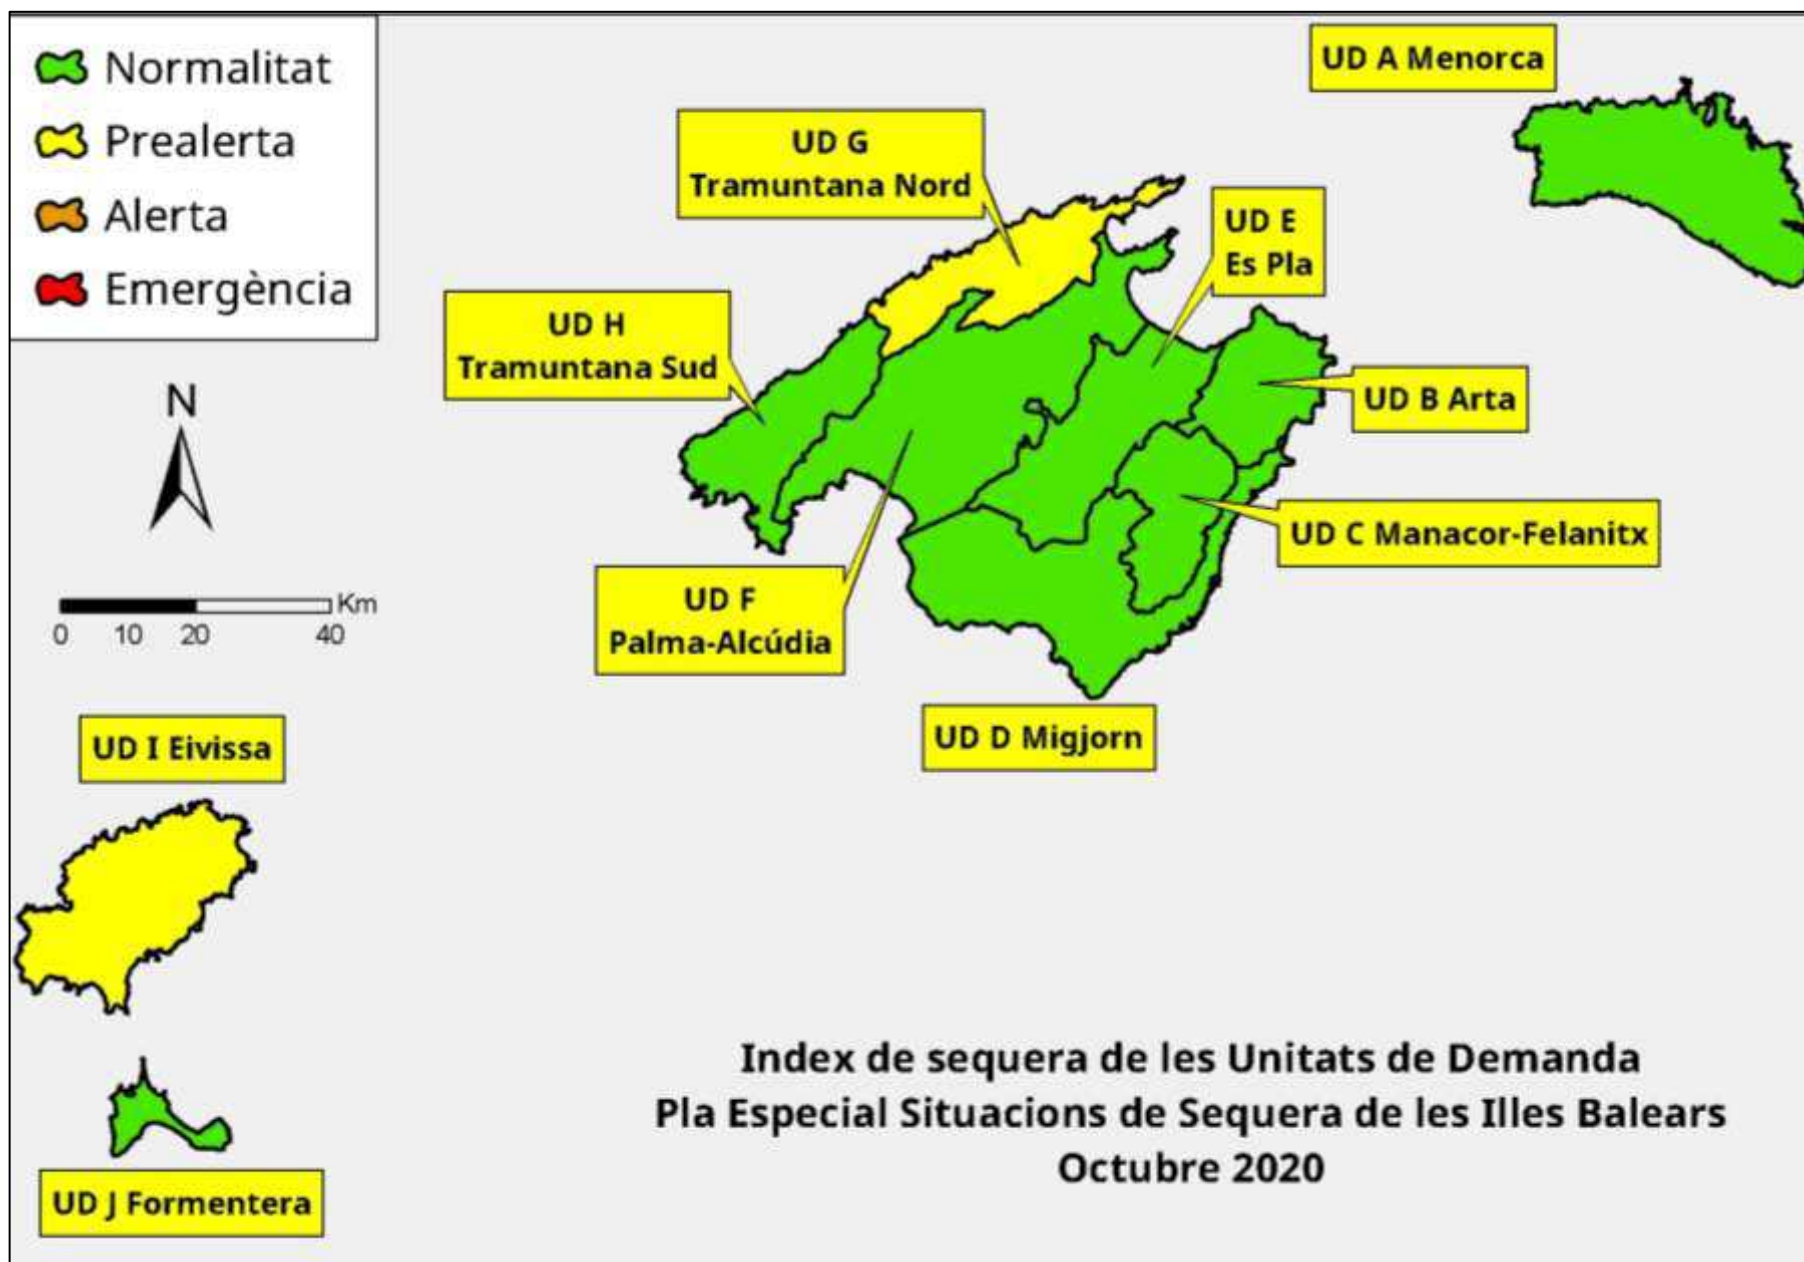 Normalitat
Prealerta
Alerta
Emergència
N
Km
0 10 20 40
UD A Menorca
UD G
Tramuntana Nord
UD E
Es Pla
UD H
Tramuntana Sud
UD B Arta
UD C Manacor-Felanitx
UD F
Palma-Alcúdia
UD D Migjorn
UD I Eivissa
UD J Formentera
Index de sequera de les Unitats de Demanda
Pla Especial Situacions de Sequera de les Illes Balears
Octubre 2020